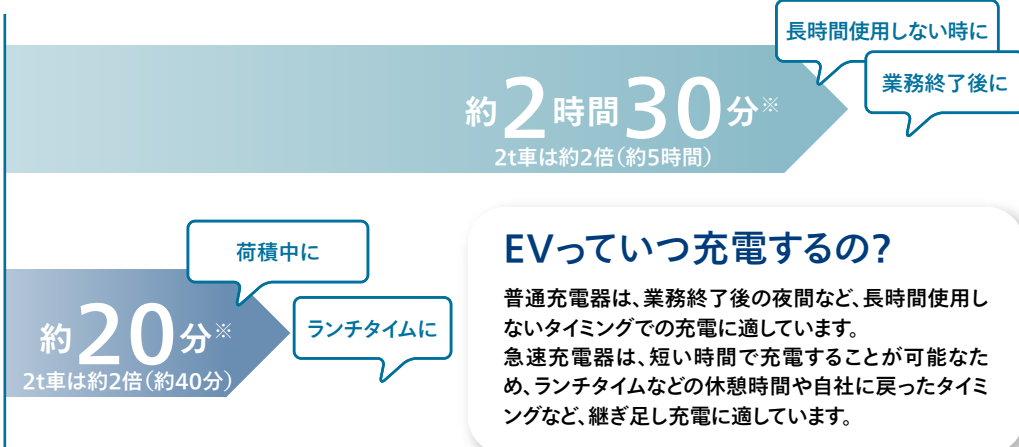 長時間使用しない時に
業務終了後に
約2時間30分※
2t車は約2倍（約5時間）
荷積中に
ランチタイムに
約20分※
2t車は約2倍（約40分）
EVっていつ充電するの？
普通充電器は、業務終了後の夜間など、長時間使用し
ないタイミングでの充電に適しています。
急速充電器は、短い時間で充電することが可能なた
め、ランチタイムなどの休憩時間や自社に戻ったタイミ
ングなど、継ぎ足し充電に適しています。